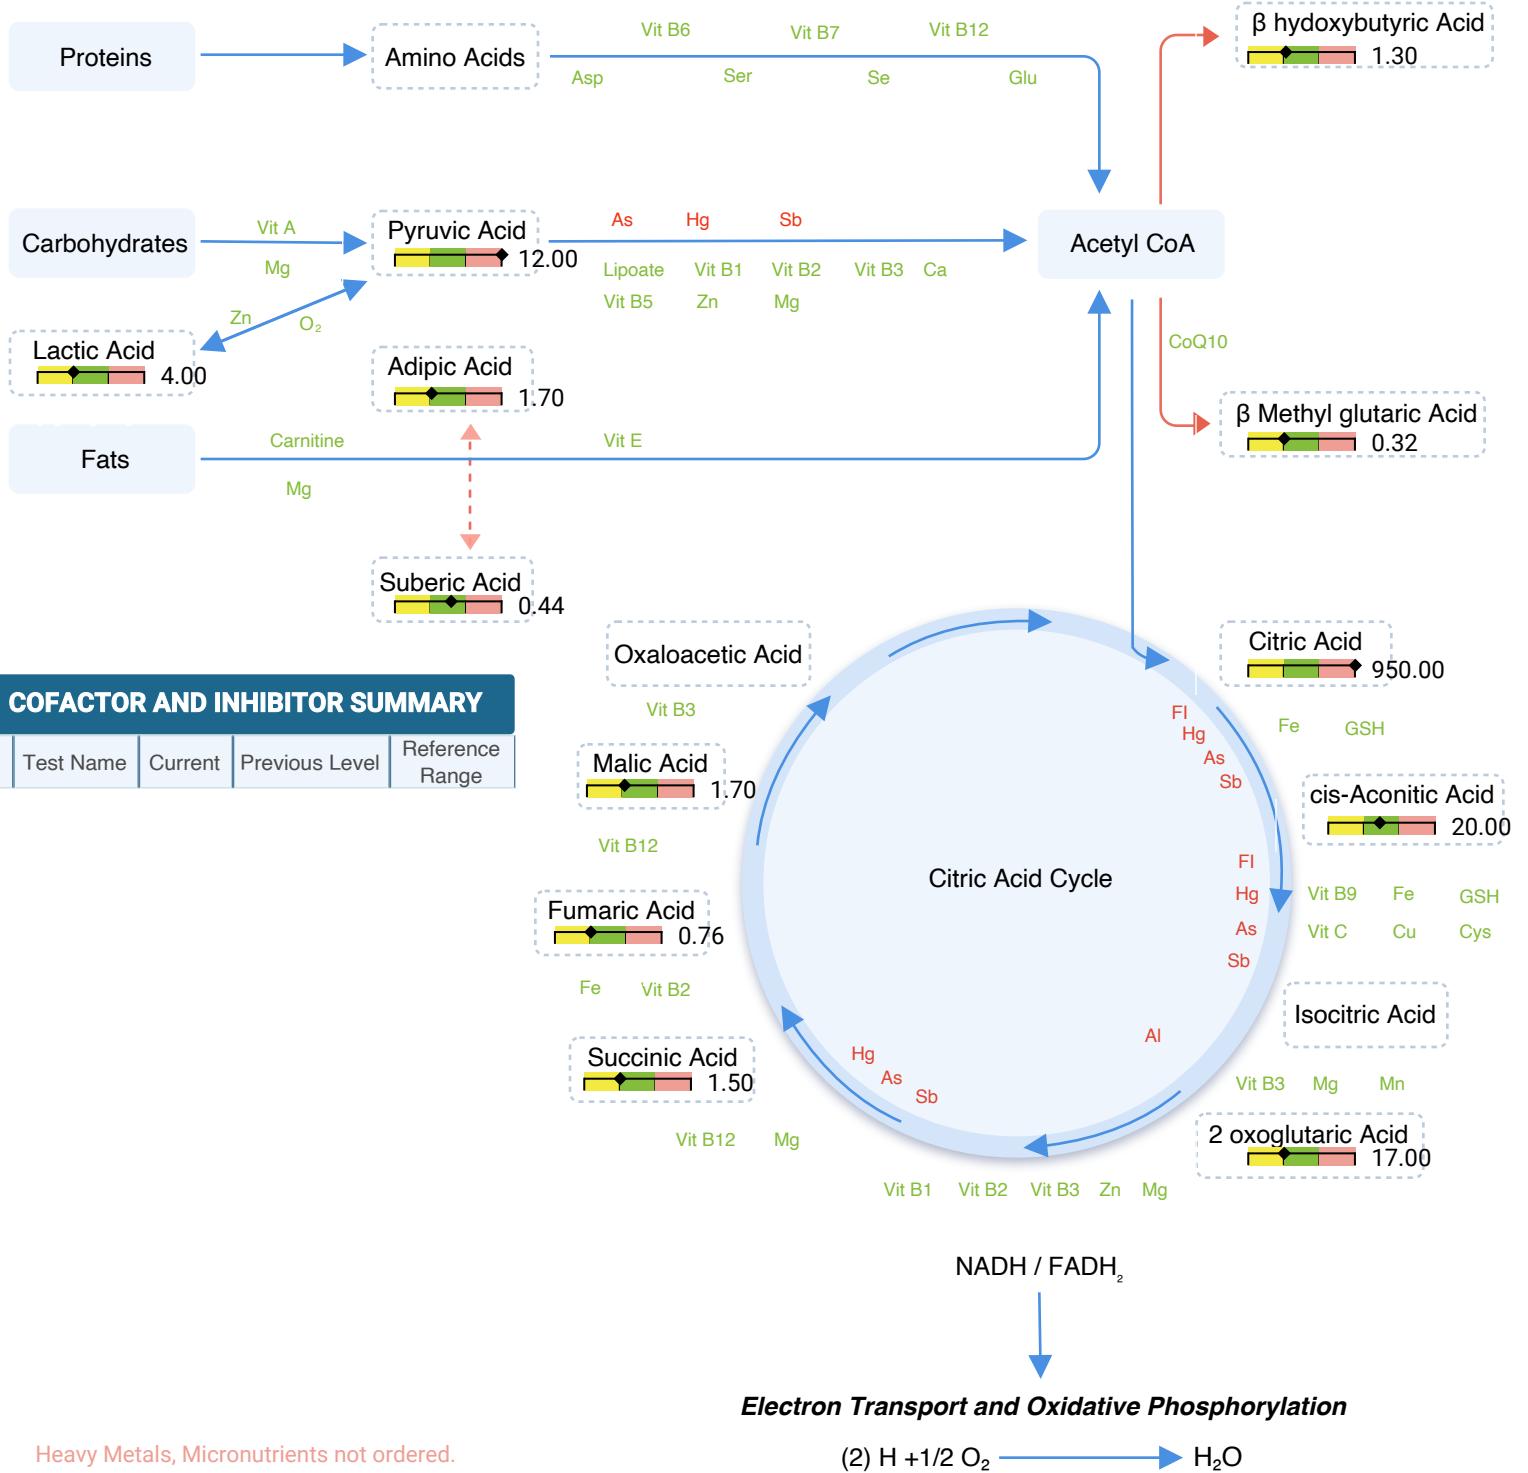 Proteins
Amino Acids
Vit B6 Vit B7 Vit B12
Asp Ser Se Glu
β hydoxybutyric Acid
1.30
Carbohydrates
Vit A
Mg
Pyruvic Acid
12.00
As Hg Sb
Lipoate Vit B1 Vit B2 Vit B3 Ca
Vit B5 Zn Mg
Acetyl CoA
Zn O₂
Lactic Acid
4.00
Adipic Acid
1.70
CoQ10
β Methyl glutaric Acid
0.32
Fats
Carnitine
Mg
Vit E
Suberic Acid
0.44
COFACTOR AND INHIBITOR SUMMARY
Test Name Current Previous Level Reference Range
Oxaloacetic Acid
Vit B3
Malic Acid
1.70
Vit B12
Fumaric Acid
0.76
Fe Vit B2
Succinic Acid
1.50
Vit B12 Mg
Citric Acid Cycle
Citric Acid
950.00
Fe GSH
Fl
Hg
As
Sb
cis-Aconitic Acid
20.00
Fl
Hg
As
Sb
Vit B9 Fe GSH
Vit C Cu Cys
Isocitric Acid
Al
Vit B3 Mg Mn
2 oxoglutaric Acid
17.00
Hg
As
Sb
Vit B1 Vit B2 Vit B3 Zn Mg
NADH / FADH₂
Electron Transport and Oxidative Phosphorylation
(2) H +1/2 O₂ H₂O
Heavy Metals, Micronutrients not ordered.